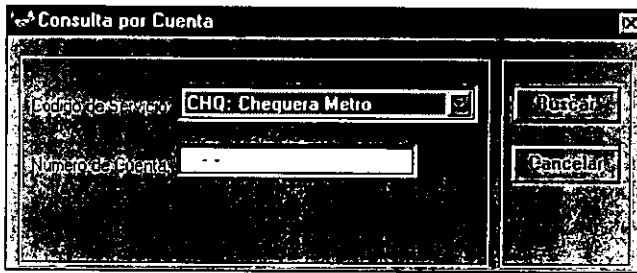 Consulta por Cuenta
Codigo de Servicio: CHQ: Chequera Metro
Buscar
Numero de Cuenta: - -
Cancelar